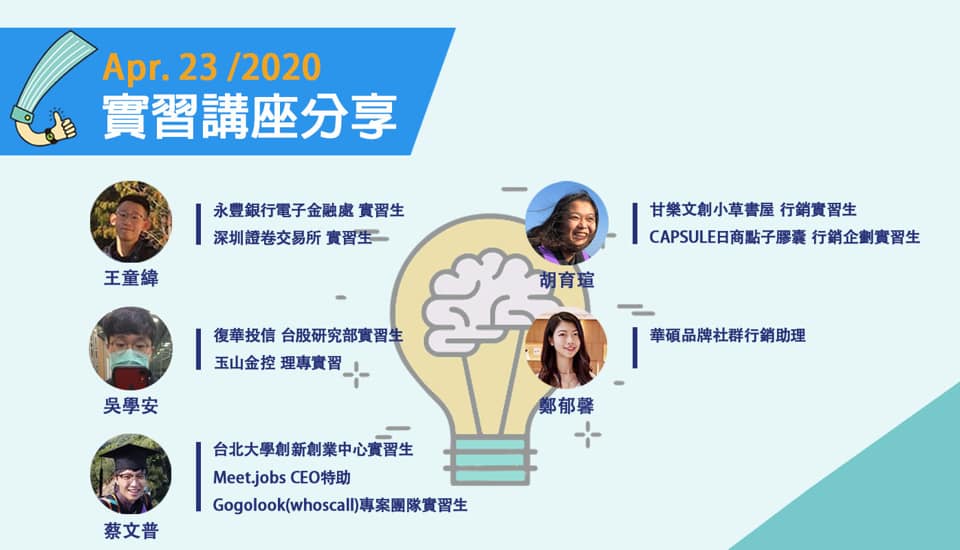 Apr. 23 /2020
實習講座分享
永豐銀行電子金融處 實習生
深圳證卷交易所 實習生
王童緯
復華投信 台股研究部實習生
玉山金控 理專實習
吳學安
台北大學創新創業中心實習生
Meet.jobs CEO特助
Gogolook(whoscall)專案團隊實習生
蔡文普
甘樂文創小草書屋 行銷實習生
CAPSULE日商點子膠囊 行銷企劃實習生
胡育瑄
華碩品牌社群行銷助理
鄭郁馨